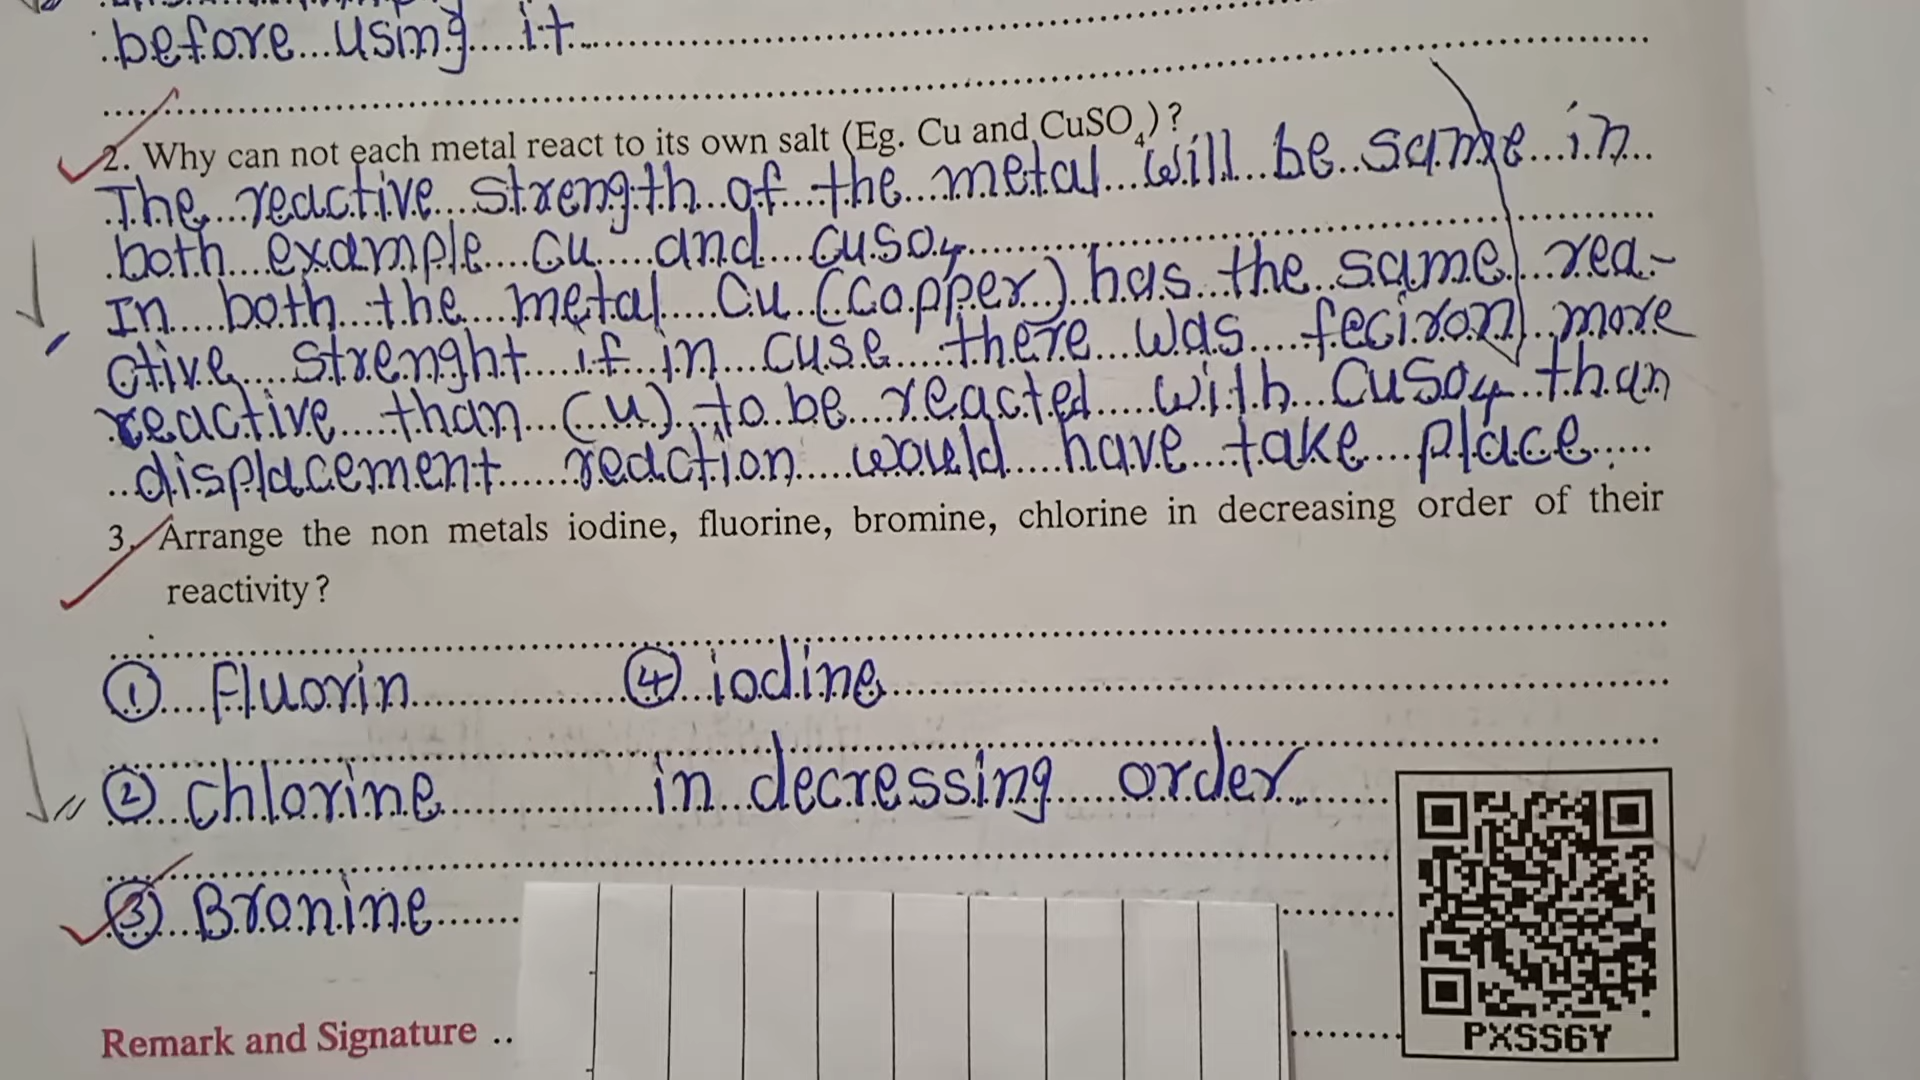 before using it
2. Why can not each metal react to its own salt (Eg. Cu and CuSO4)?
The reactive strength of the metal will be same in
both example cu and cuso4
In both the metal Cu (copper) has the same rea-
ctive strenght if in cuse there was feciron more
reactive than (u) to be reacted with CuSo4 than
displacement reaction would have take place
3. Arrange the non metals iodine, fluorine, bromine, chlorine in decreasing order of their
reactivity?
① fluorin ④ iodine
② chlorine in decressing order
③ Bronine
Remark and Signature ..
PXSS6Y